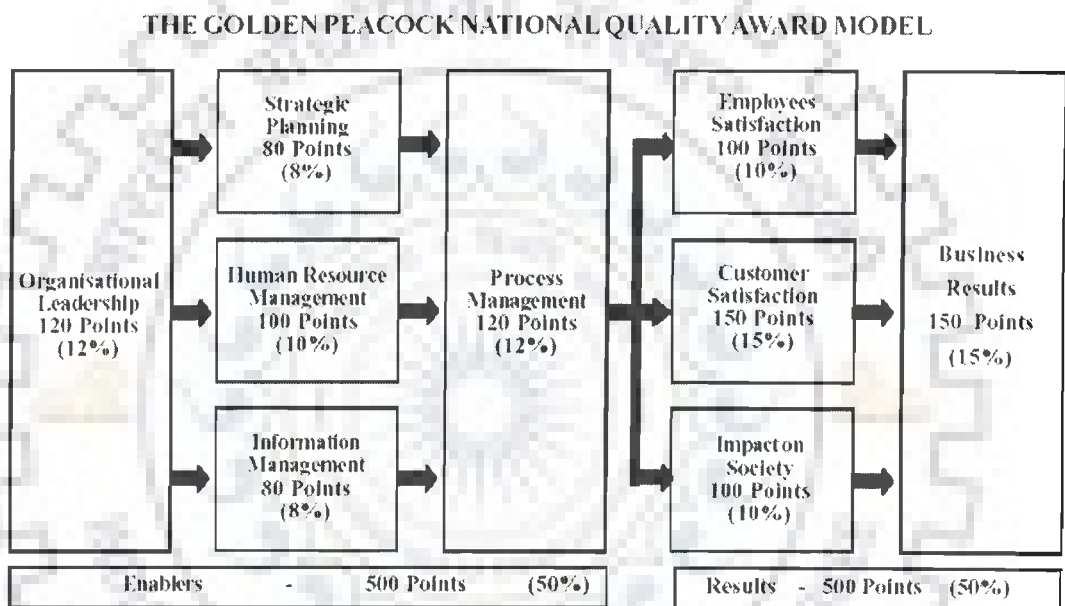 THE GOLDEN PEACOCK NATIONAL QUALITY AWARD MODEL
Organisational
Leadership
120 Points
(12%)
Strategic
Planning
80 Points
(8%)
Human Resource
Management
100 Points
(10%)
Information
Management
80 Points
(8%)
Process
Management
120 Points
(12%)
Employees
Satisfaction
100 Points
(10%)
Customer
Satisfaction
150 Points
(15%)
Impact on
Society
100 Points
(10%)
Business
Results
150 Points
(15%)
Enablers - 500 Points (50%)
Results - 500 Points (50%)